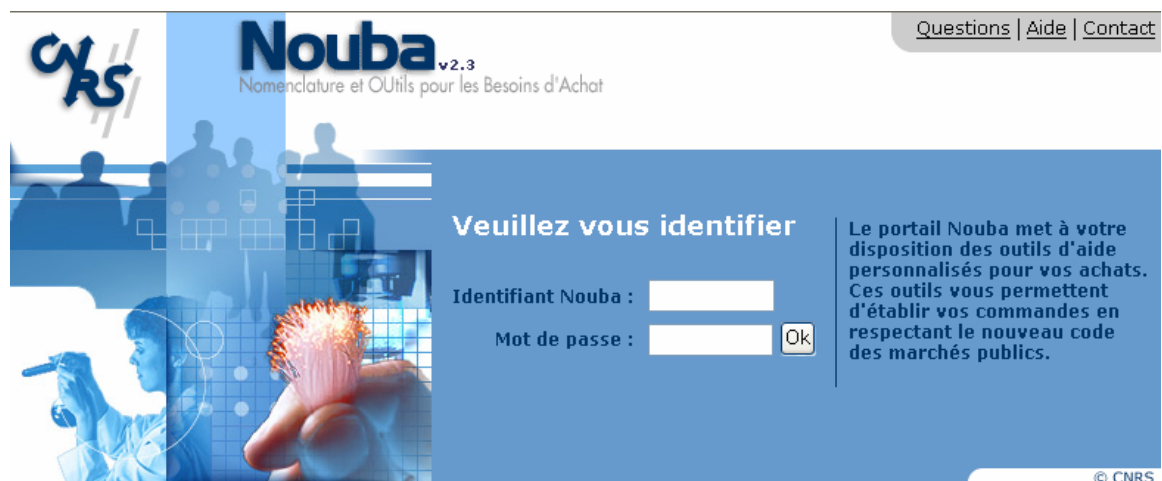 CNRS
Nouba v2.3
Nomenclature et OUtils pour les Besoins d'Achat
Questions | Aide | Contact
Veuillez vous identifier
Identifiant Nouba :
Mot de passe :
Ok
Le portail Nouba met à votre
disposition des outils d'aide
personnalisés pour vos achats.
Ces outils vous permettent
d'établir vos commandes en
respectant le nouveau code
des marchés publics.
© CNRS